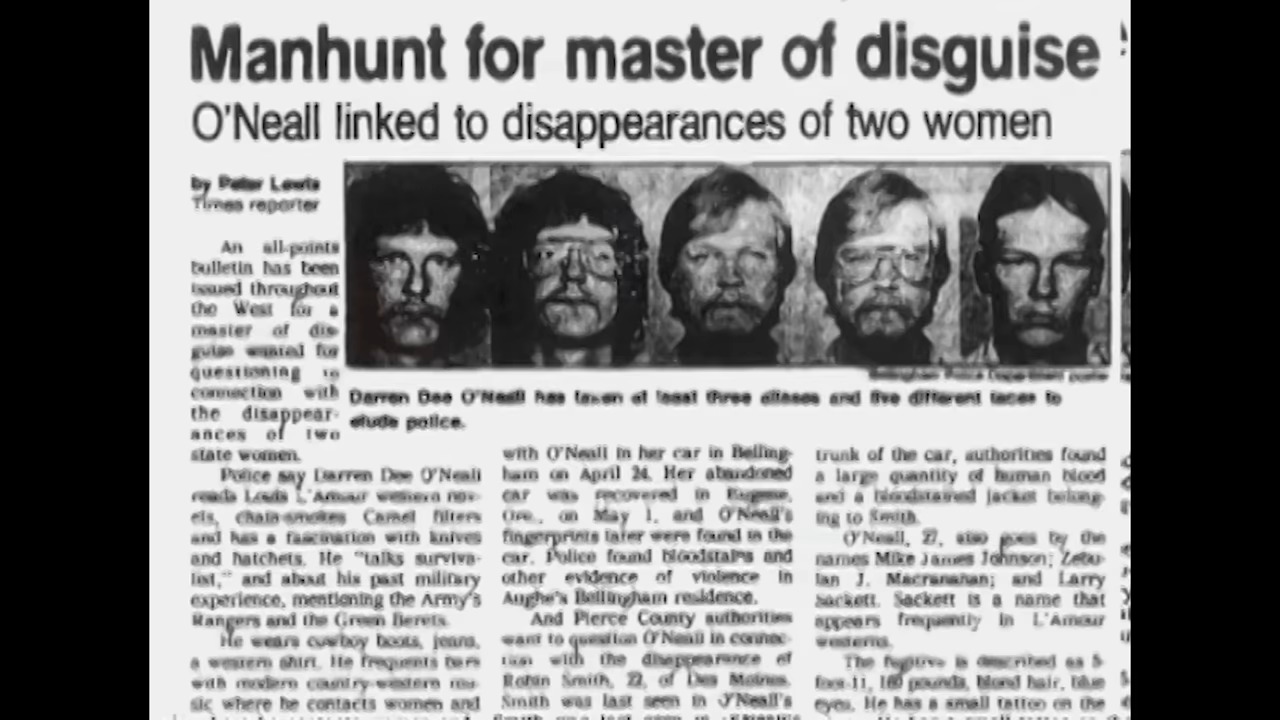 Manhunt for master of disguise
O'Neall linked to disappearances of two women
by Peter Lewis
Times reporter
An all-points
bulletin has been
issued throughout
the West for a
master of dis-
guise wanted for
questioning in
connection with
the disappear-
ances of two
state women.
Police say Darren Dee O'Neall
reads Louis L'Amour western nov-
els, chain-smokes Camel filters
and has a fascination with knives
and hatchets. He "talks surviva-
list," and about his past military
experience, mentioning the Army's
Rangers and the Green Berets.
He wears cowboy boots, jeans,
a western shirt. He frequents bars
with modern country-western mu-
sic where he contacts women and
Bellingham Police Department
Darren Dee O'Neall has taken at least three aliases and five different faces to
elude police.
with O'Neall in her car in Belling-
ham on April 24. Her abandoned
car was recovered in Eugene,
Ore., on May 1, and O'Neall's
fingerprints later were found in the
car. Police found bloodstains and
other evidence of violence in
Aughe's Bellingham residence.
And Pierce County authorities
want to question O'Neall in connec-
tion with the disappearance of
Robin Smith, 22, of Des Moines.
Smith was last seen in O'Neall's
trunk of the car, authorities found
a large quantity of human blood
and a bloodstained jacket belong-
ing to Smith.
O'Neall, 27, also goes by the
names Mike James Johnson; Zebu-
lan J. Macranahan; and Larry
Sackett. Sackett is a name that
appears frequently in L'Amour
westerns.
The fugitive is described as 5-
foot-11, 160 pounds, blond hair, blue
eyes. He has a small tattoo on the